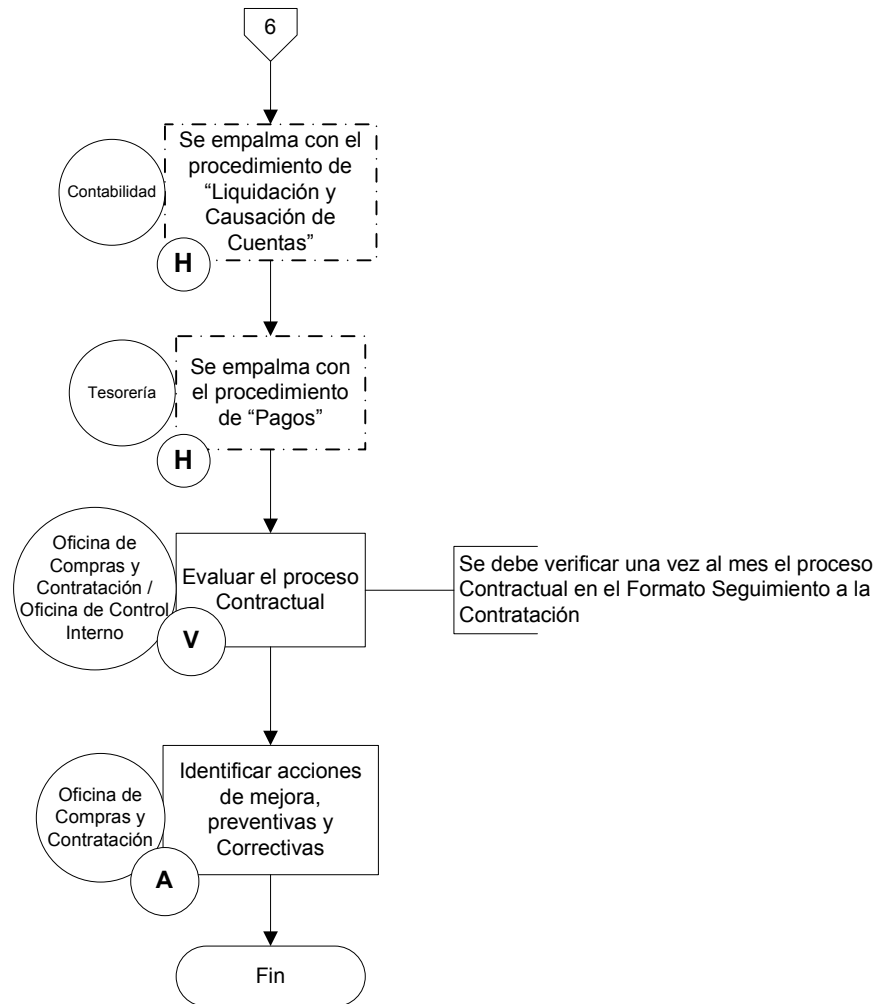 6
Se empalma con el
procedimiento de
“Liquidación y
Causación de
Cuentas”
Contabilidad
H
Se empalma con
el procedimiento
de “Pagos”
Tesorería
H
Oficina de
Compras y
Contratación /
Oficina de Control
Interno
V
Evaluar el proceso
Contractual
Se debe verificar una vez al mes el proceso
Contractual en el Formato Seguimiento a la
Contratación
Identificar acciones
de mejora,
preventivas y
Correctivas
Oficina de
Compras y
Contratación
A
Fin